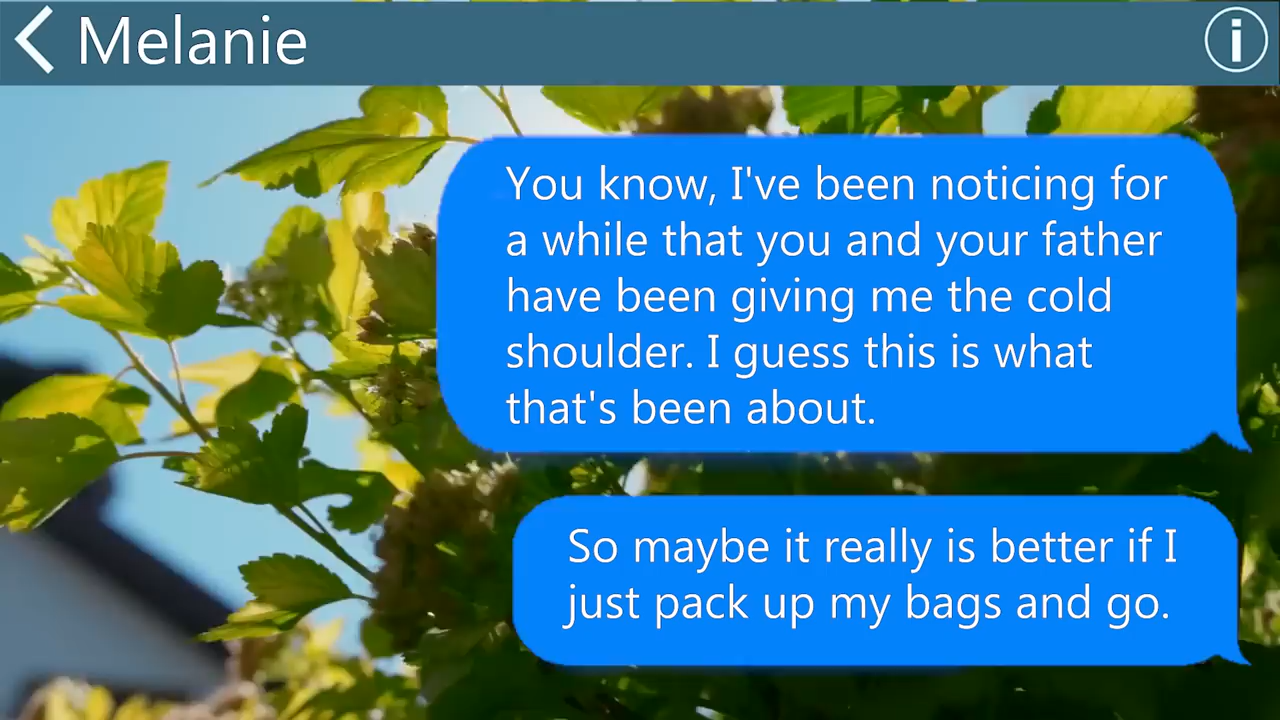 Melanie
You know, I've been noticing for
a while that you and your father
have been giving me the cold
shoulder. I guess this is what
that's been about.
So maybe it really is better if I
just pack up my bags and go.